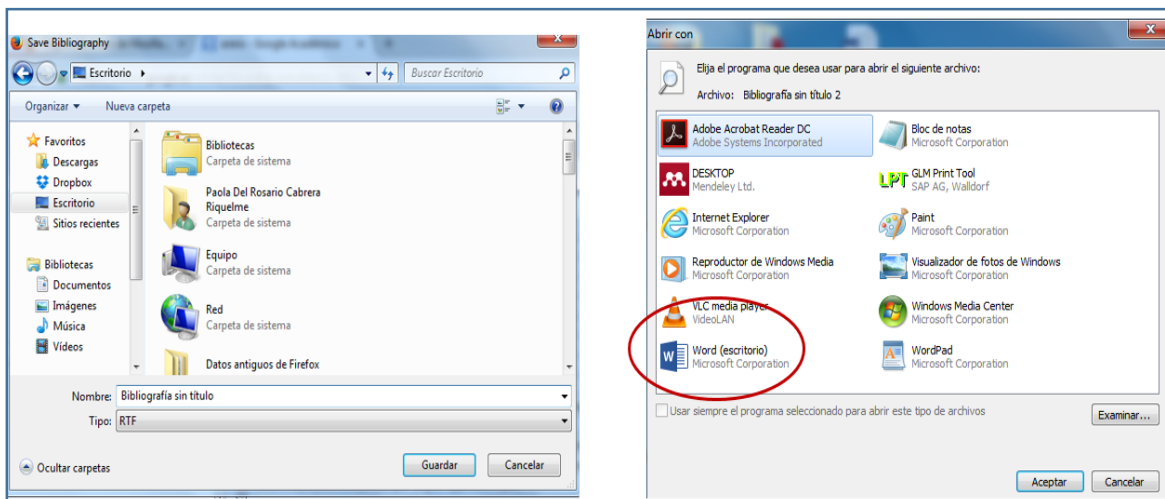 Save Bibliography
Escritorio
Buscar Escritorio
Organizar
Nueva carpeta
Favoritos
Descargas
Dropbox
Escritorio
Sitios recientes
Bibliotecas
Documentos
Imágenes
Música
Vídeos
Bibliotecas
Carpeta de sistema
Paola Del Rosario Cabrera
Riquelme
Carpeta de sistema
Equipo
Carpeta de sistema
Red
Carpeta de sistema
Datos antiguos de Firefox
Nombre: Bibliografía sin título
Tipo: RTF
Ocultar carpetas
Guardar
Cancelar
Abrir con
Elija el programa que desea usar para abrir el siguiente archivo:
Archivo: Bibliografía sin título 2
Adobe Acrobat Reader DC
Adobe Systems Incorporated
Bloc de notas
Microsoft Corporation
DESKTOP
Mendeley Ltd.
LPT
GLM Print Tool
SAP AG, Walldorf
Internet Explorer
Microsoft Corporation
Paint
Microsoft Corporation
Reproductor de Windows Media
Microsoft Corporation
Visualizador de fotos de Windows
Microsoft Corporation
VLC media player
VideoLAN
Windows Media Center
Microsoft Corporation
Word (escritorio)
Microsoft Corporation
WordPad
Microsoft Corporation
Usar siempre el programa seleccionado para abrir este tipo de archivos
Examinar...
Aceptar
Cancelar